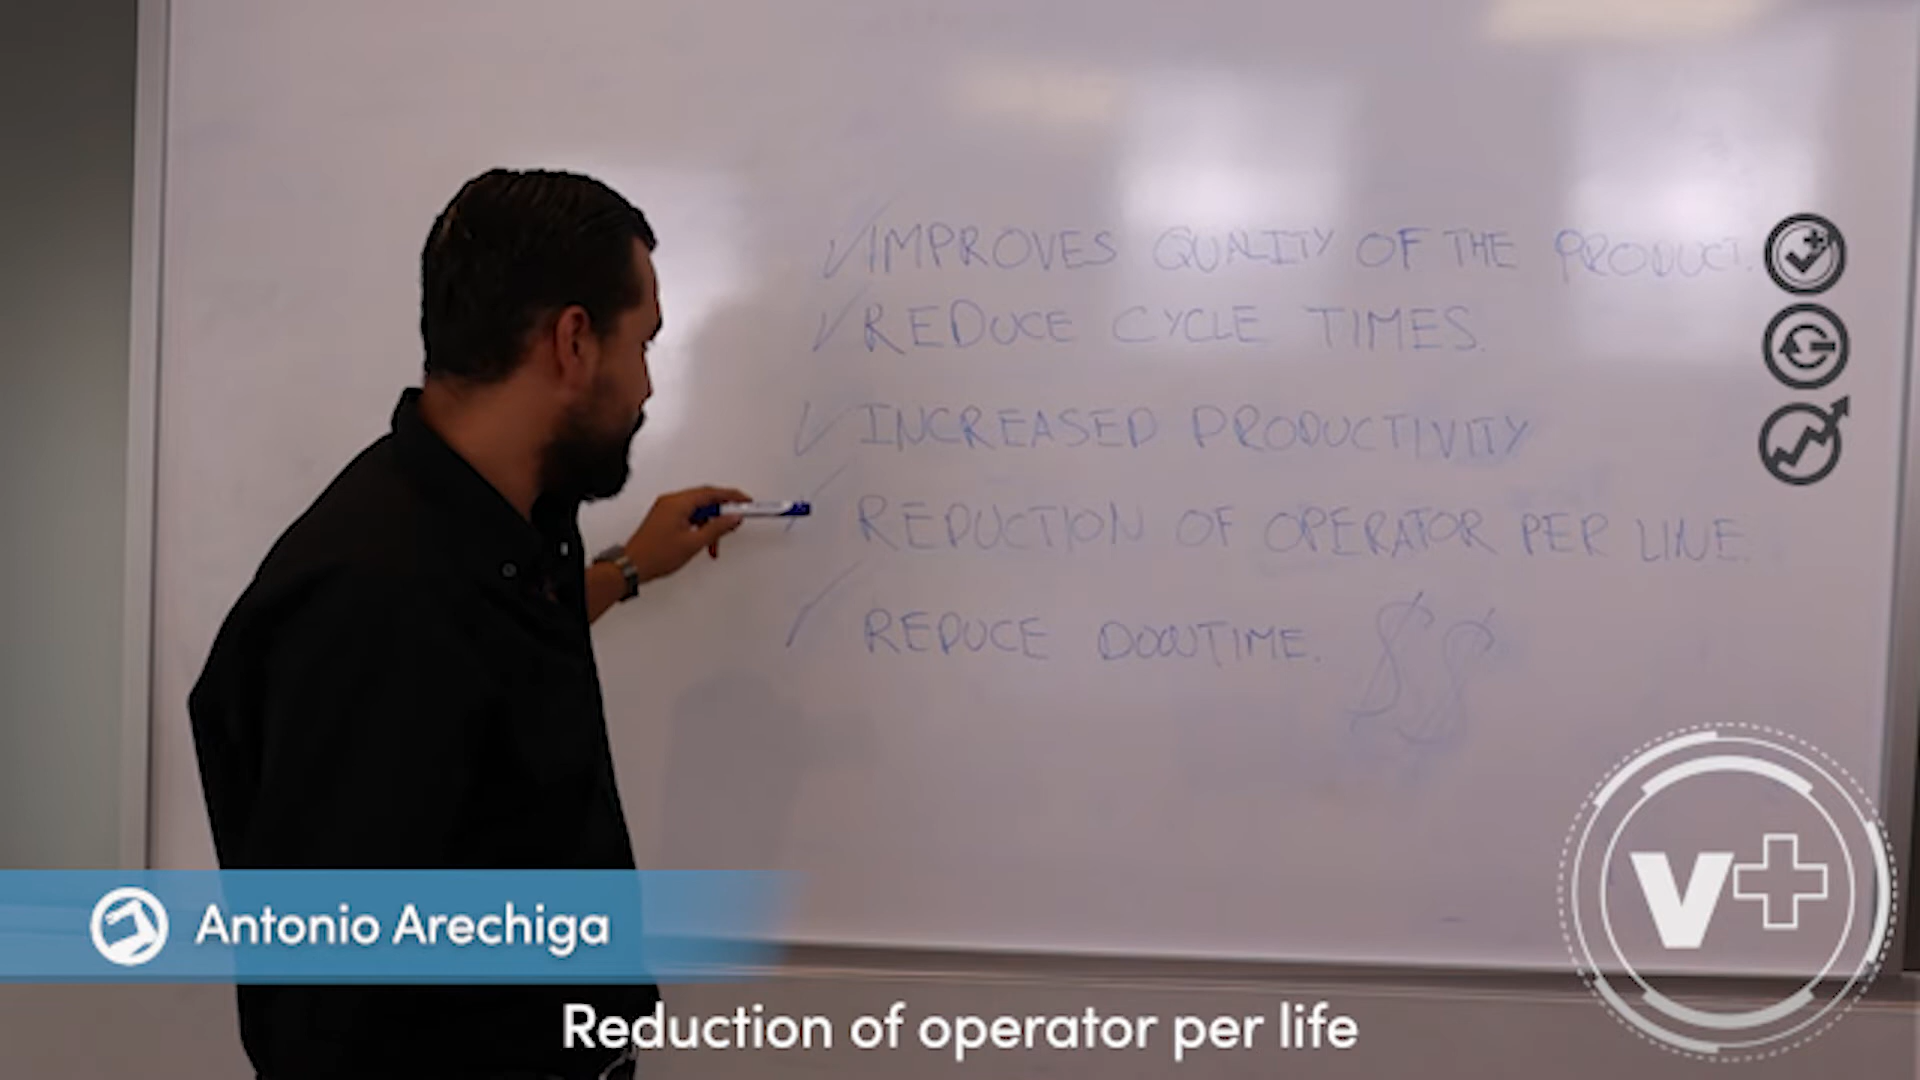 IMPROVES QUALITY OF THE PRODUCT.
REDUCE CYCLE TIMES.
INCREASED PRODUCTIVITY
REDUCTION OF OPERATOR PER LINE.
REDUCE DOWTIME. $$
V+
Antonio Arechiga
Reduction of operator per life